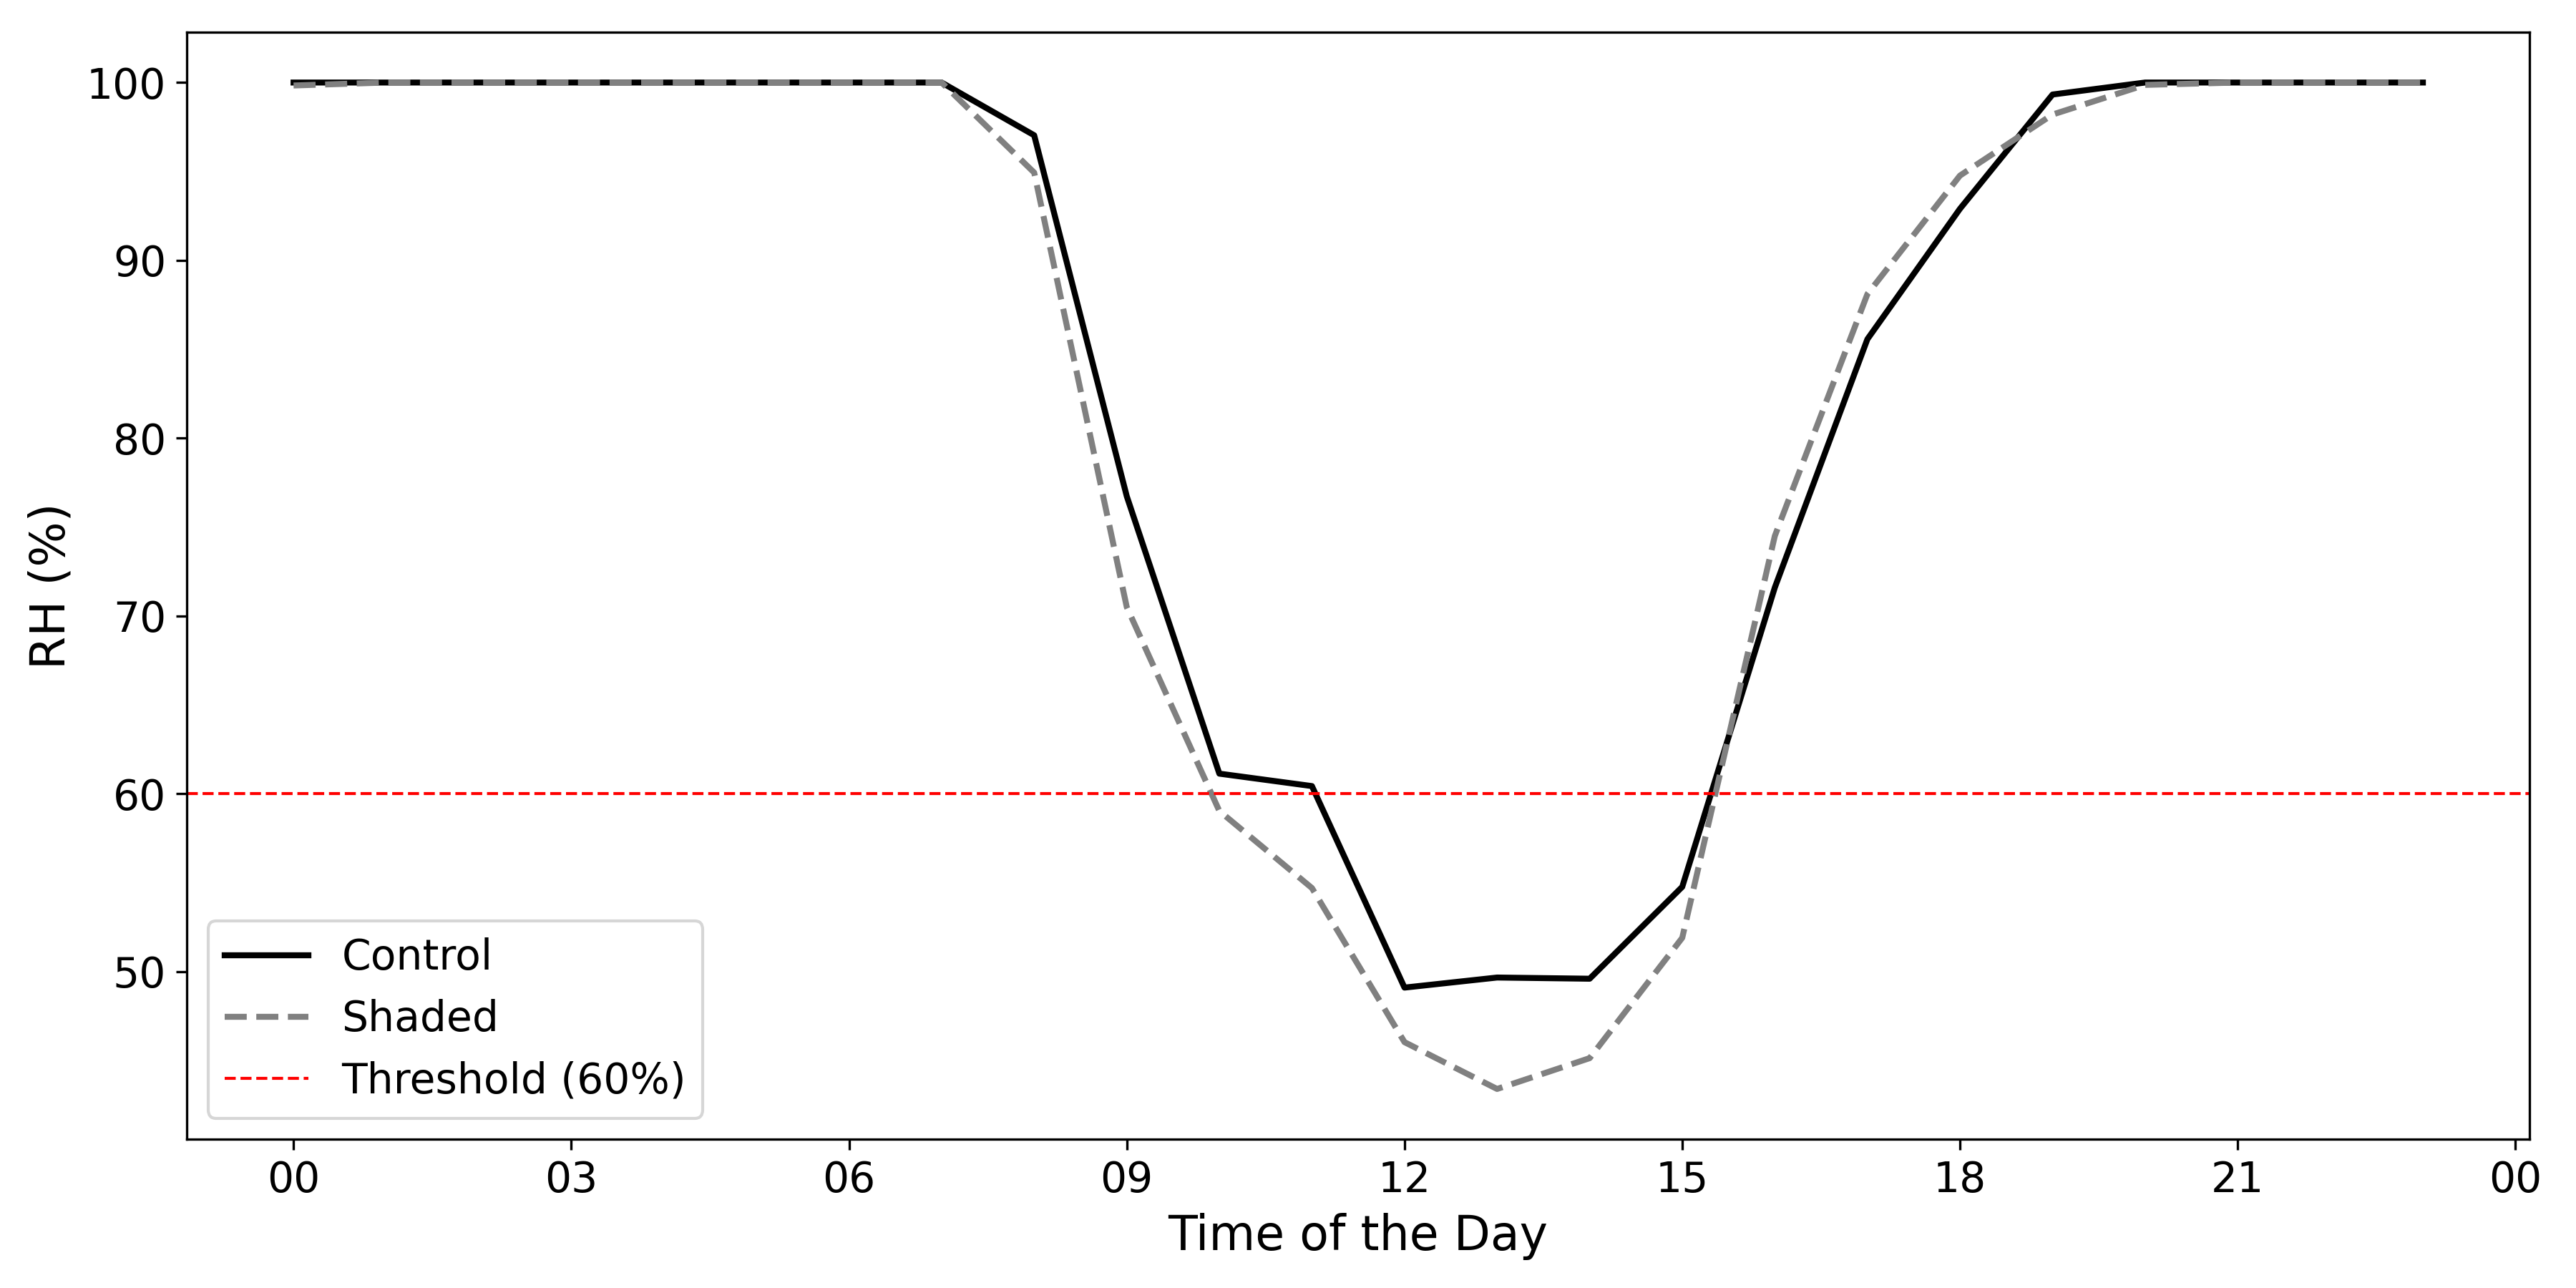 100
90
80
70
60
50
RH (%)
Control
Shaded
Threshold (60%)
00 03 06 09 12 15 18 21 00
Time of the Day